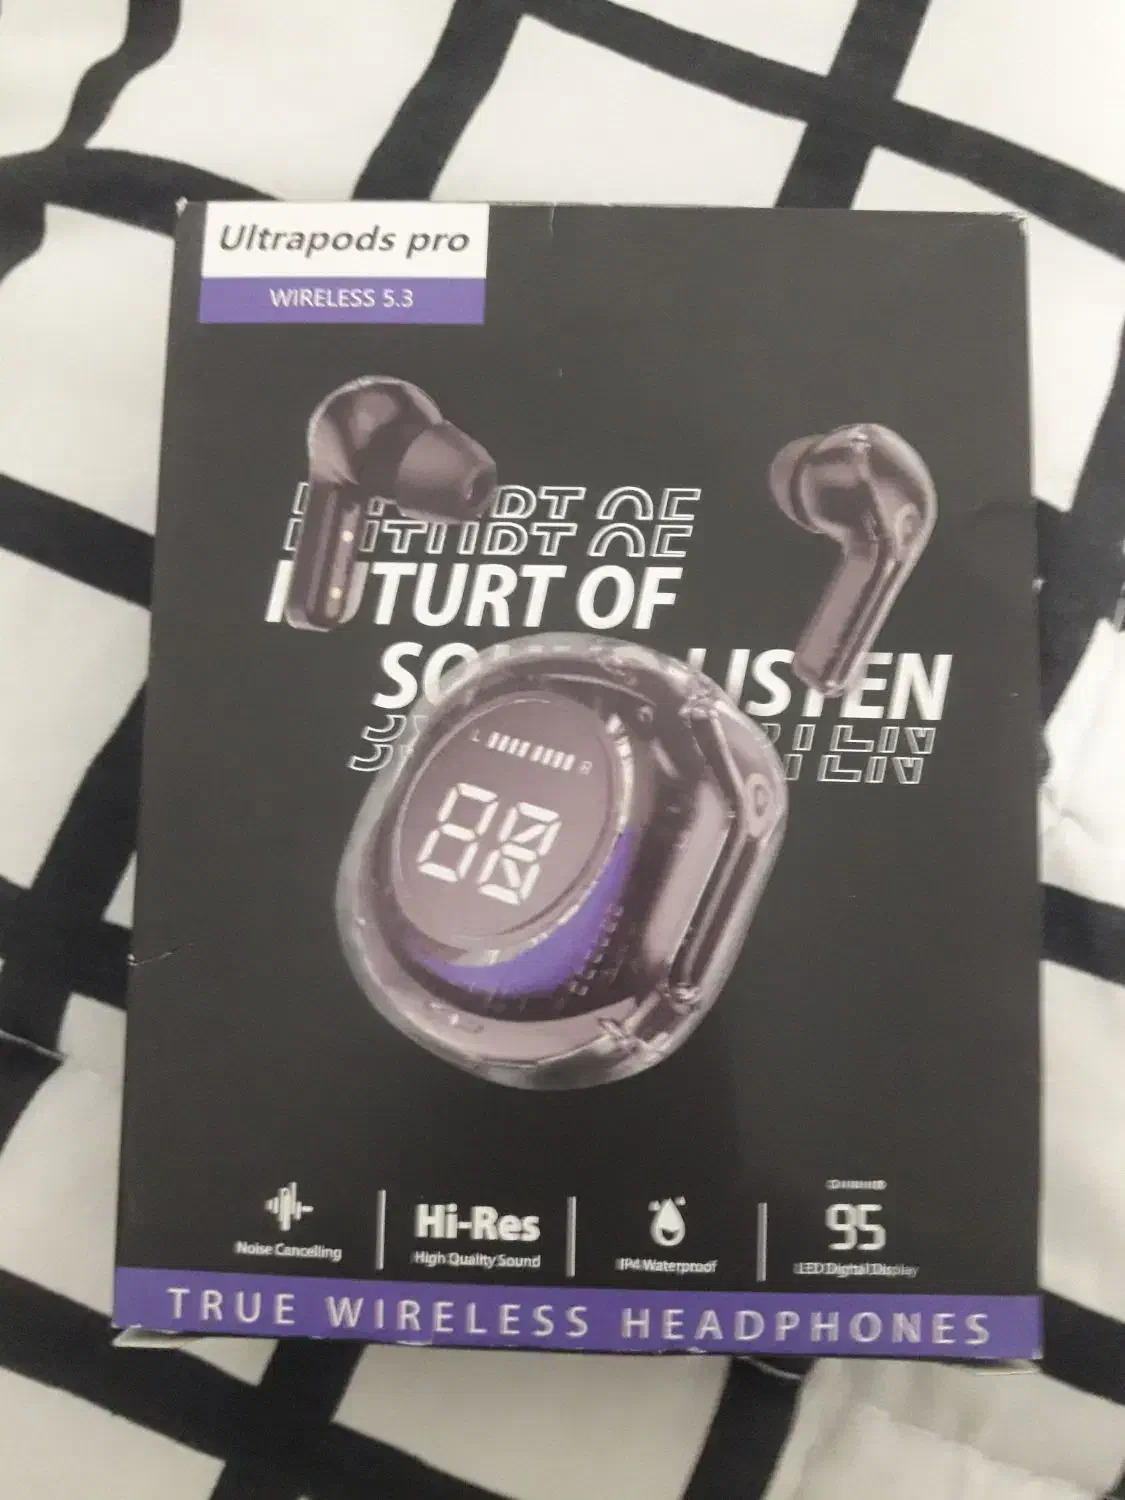 Ultrapods pro
WIRELESS 5.3
TURT OF
LISTEN
L R
88
Noise Cancelling
Hi-Res
High Quality Sound
IP4 Waterproof
95
LED Digital Display
TRUE WIRELESS HEADPHONES